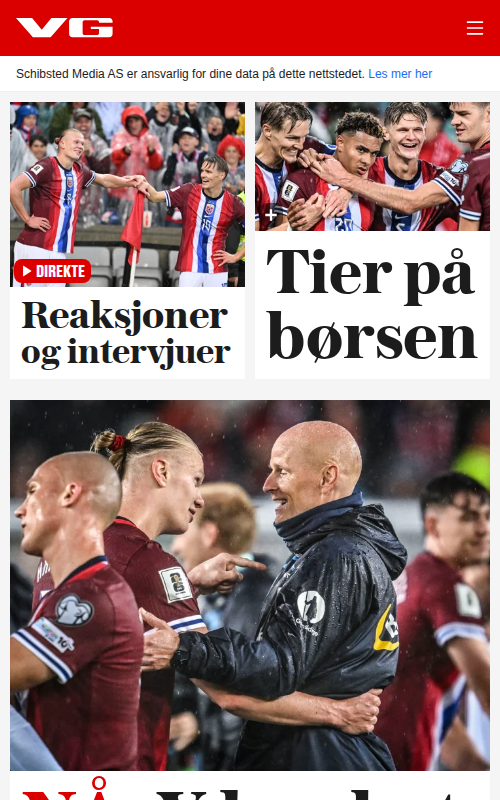 VG
Schibsted Media AS er ansvarlig for dine data på dette nettstedet. Les mer her
DIREKTE
Reaksjoner
og intervjuer
Tier på
børsen